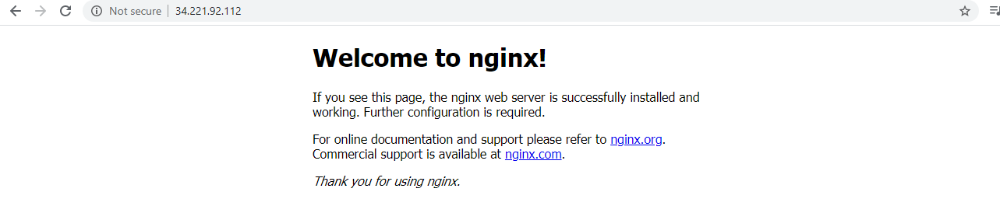 Not secure | 34.221.92.112
Welcome to nginx!
If you see this page, the nginx web server is successfully installed and
working. Further configuration is required.
For online documentation and support please refer to nginx.org.
Commercial support is available at nginx.com.
Thank you for using nginx.